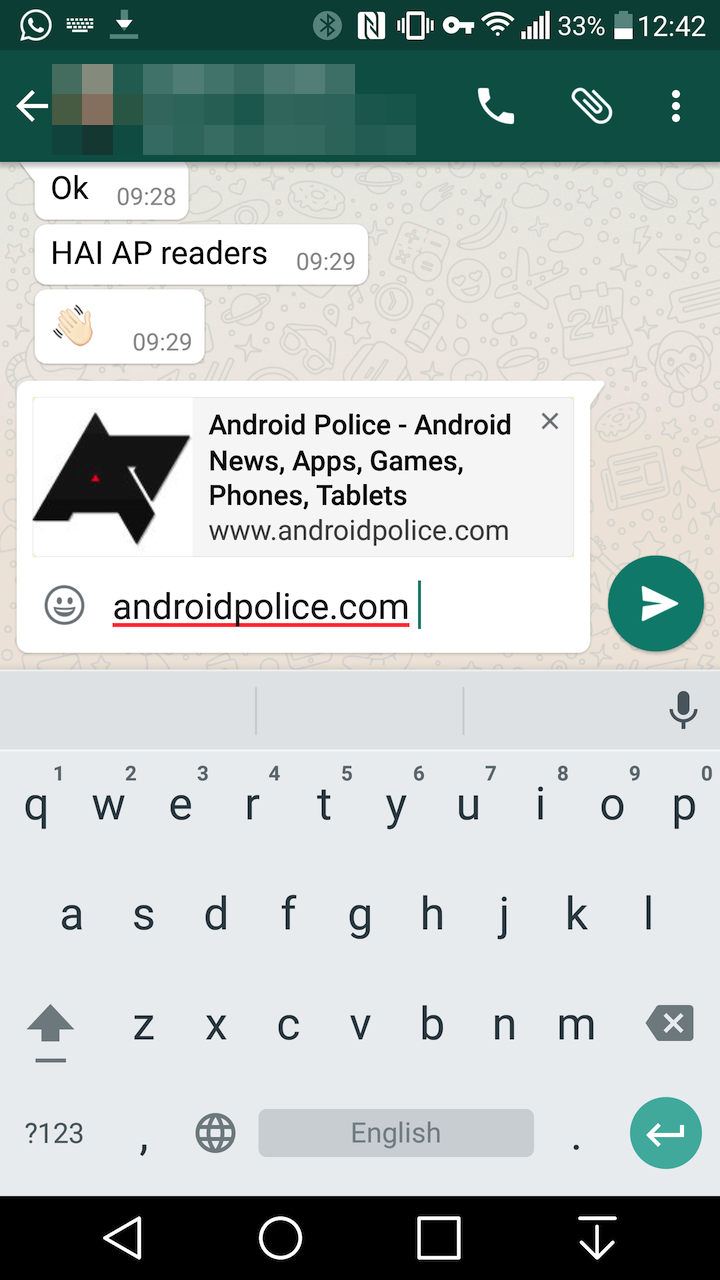 33% 12:42
Ok 09:28
HAI AP readers 09:29
👋🏻 09:29
Android Police - Android
News, Apps, Games,
Phones, Tablets
www.androidpolice.com
androidpolice.com
1 2 3 4 5 6 7 8 9 0
q w e r t y u i o p
a s d f g h j k l
z x c v b n m
?123 , English .